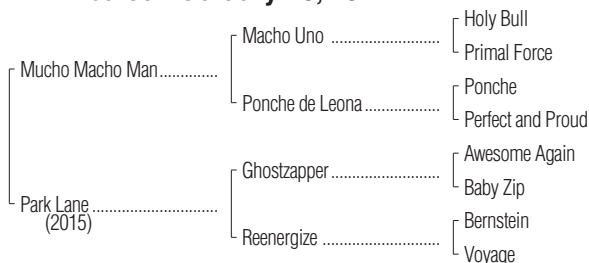 Holy Bull
Macho Uno ........................
Primal Force
Mucho Macho Man .............
Ponche
Ponche de Leona ................
Perfect and Proud
Awesome Again
Ghostzapper ........................
Baby Zip
Park Lane ............................
(2015)
Bernstein
Reenergize ..........................
Voyage